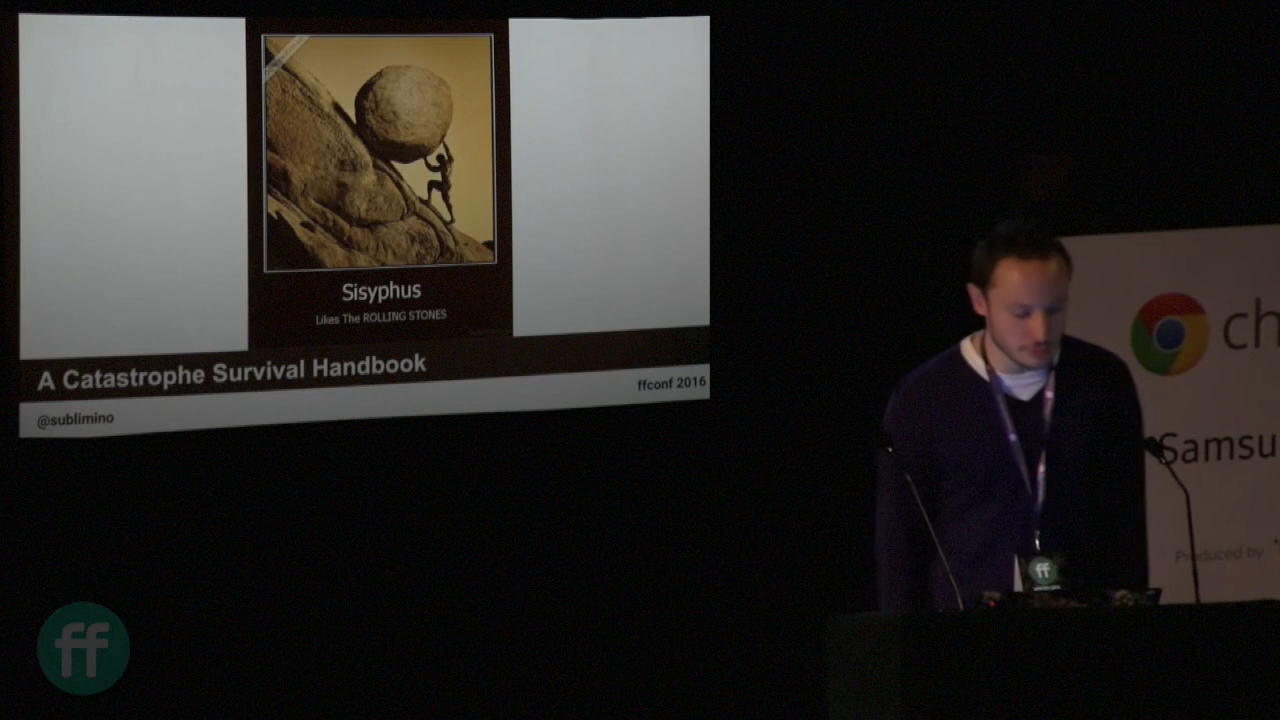 Sisyphus
Likes The ROLLING STONES
A Catastrophe Survival Handbook
ffconf 2016
@sublimino
ch
Samsu
Produced by
ff
ff